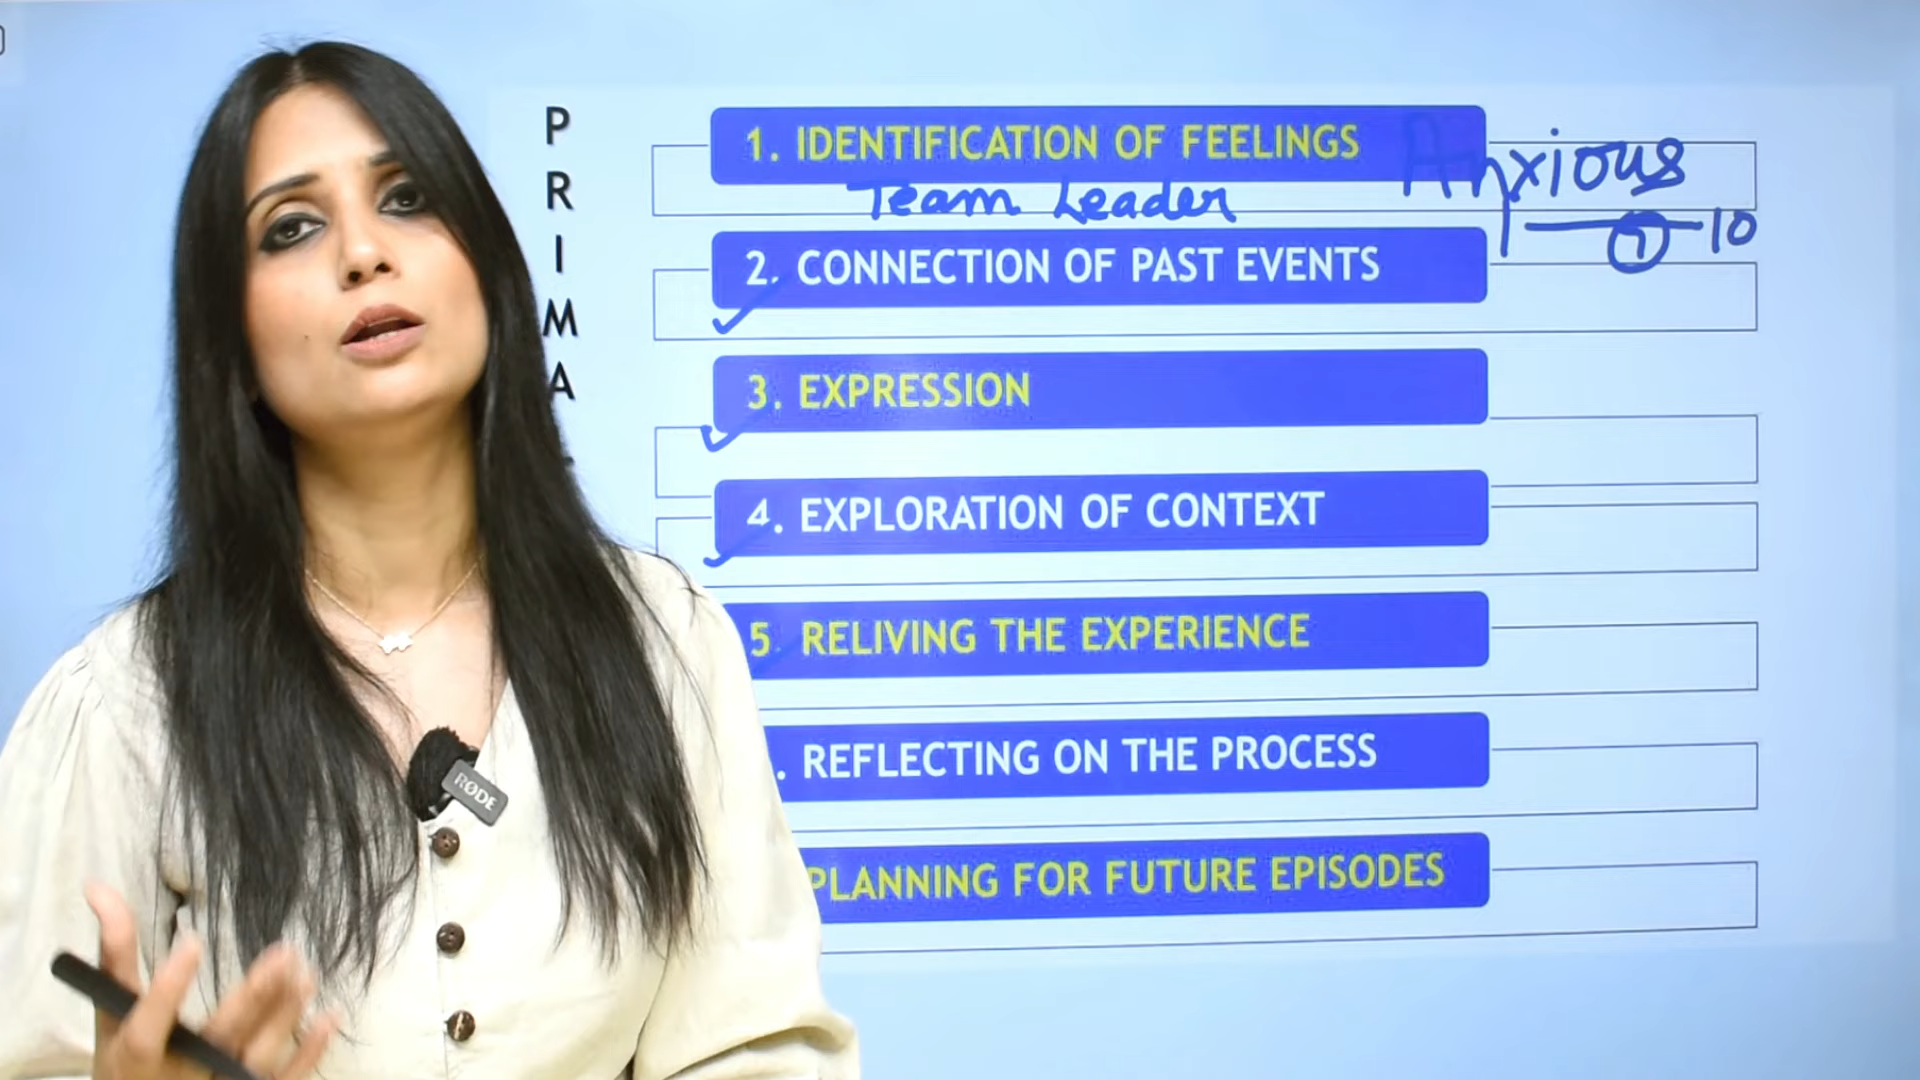 P
R
I
M
A
1. IDENTIFICATION OF FEELINGS
Anxious
Team Leader
1 — 7 10
2. CONNECTION OF PAST EVENTS
3. EXPRESSION
4. EXPLORATION OF CONTEXT
5. RELIVING THE EXPERIENCE
. REFLECTING ON THE PROCESS
PLANNING FOR FUTURE EPISODES
RØDE